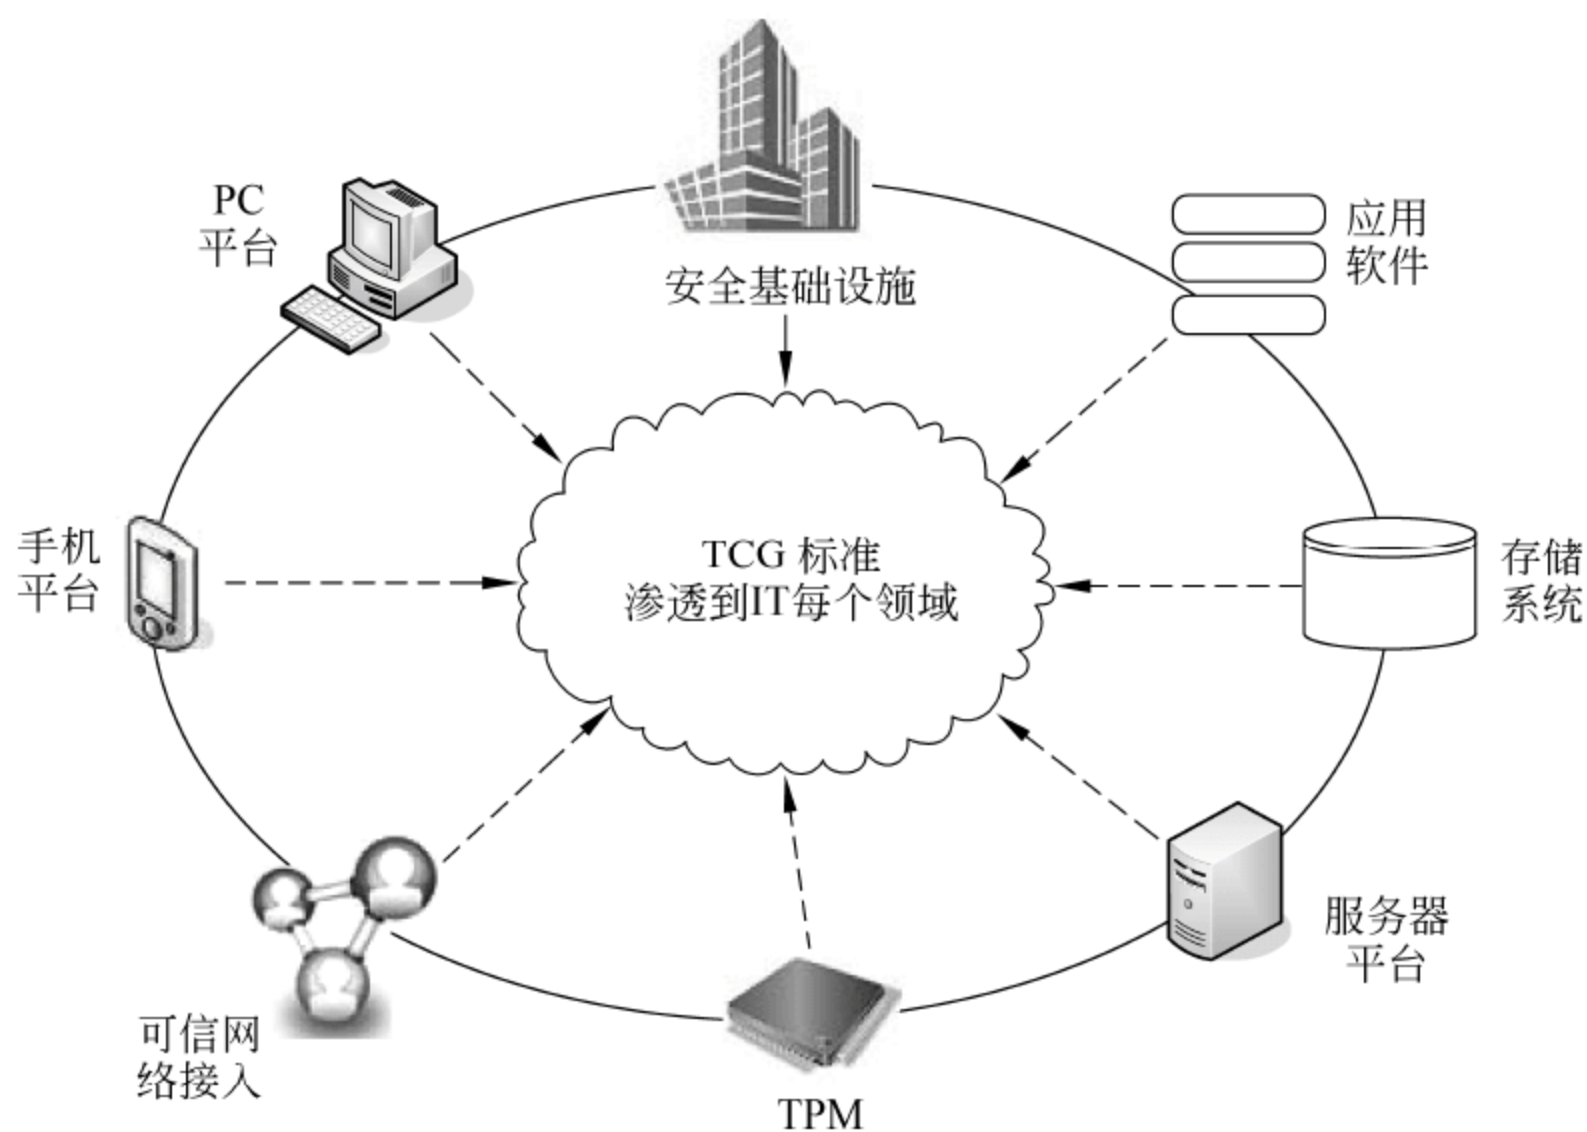 PC
平台
安全基础设施
应用
软件
手机
平台
TCG 标准
渗透到IT每个领域
存储
系统
可信网
络接入
TPM
服务器
平台